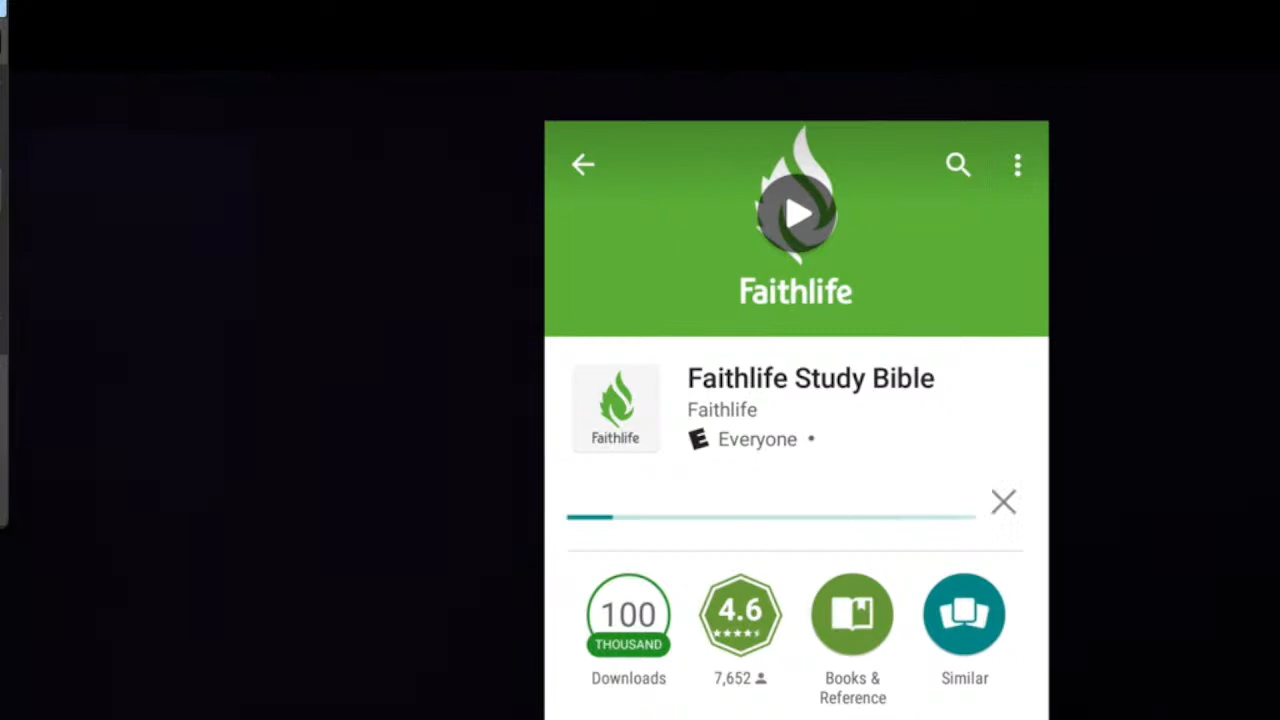 Faithlife
Faithlife Study Bible
Faithlife
Faithlife
E Everyone •
100
THOUSAND
Downloads
4.6
7,652
Books &
Reference
Similar